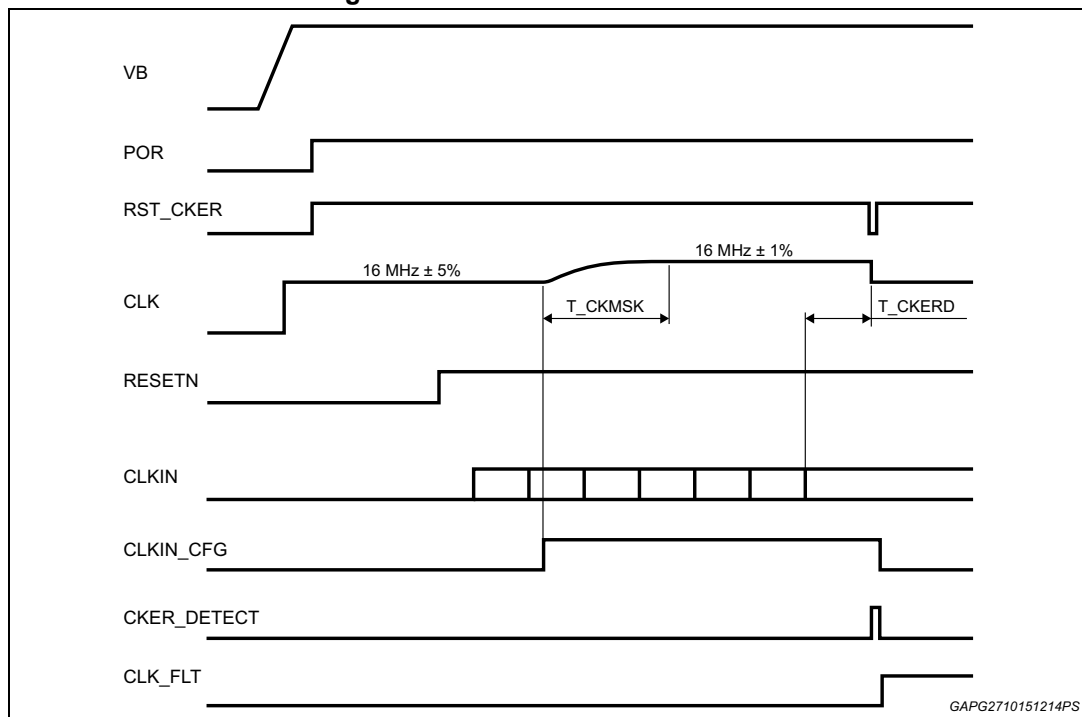 VB
POR
RST_CKER
16 MHz ± 5%
16 MHz ± 1%
CLK
T_CKMSK
T_CKERD
RESETN
CLKIN
CLKIN_CFG
CKER_DETECT
CLK_FLT
GAPG2710151214PS